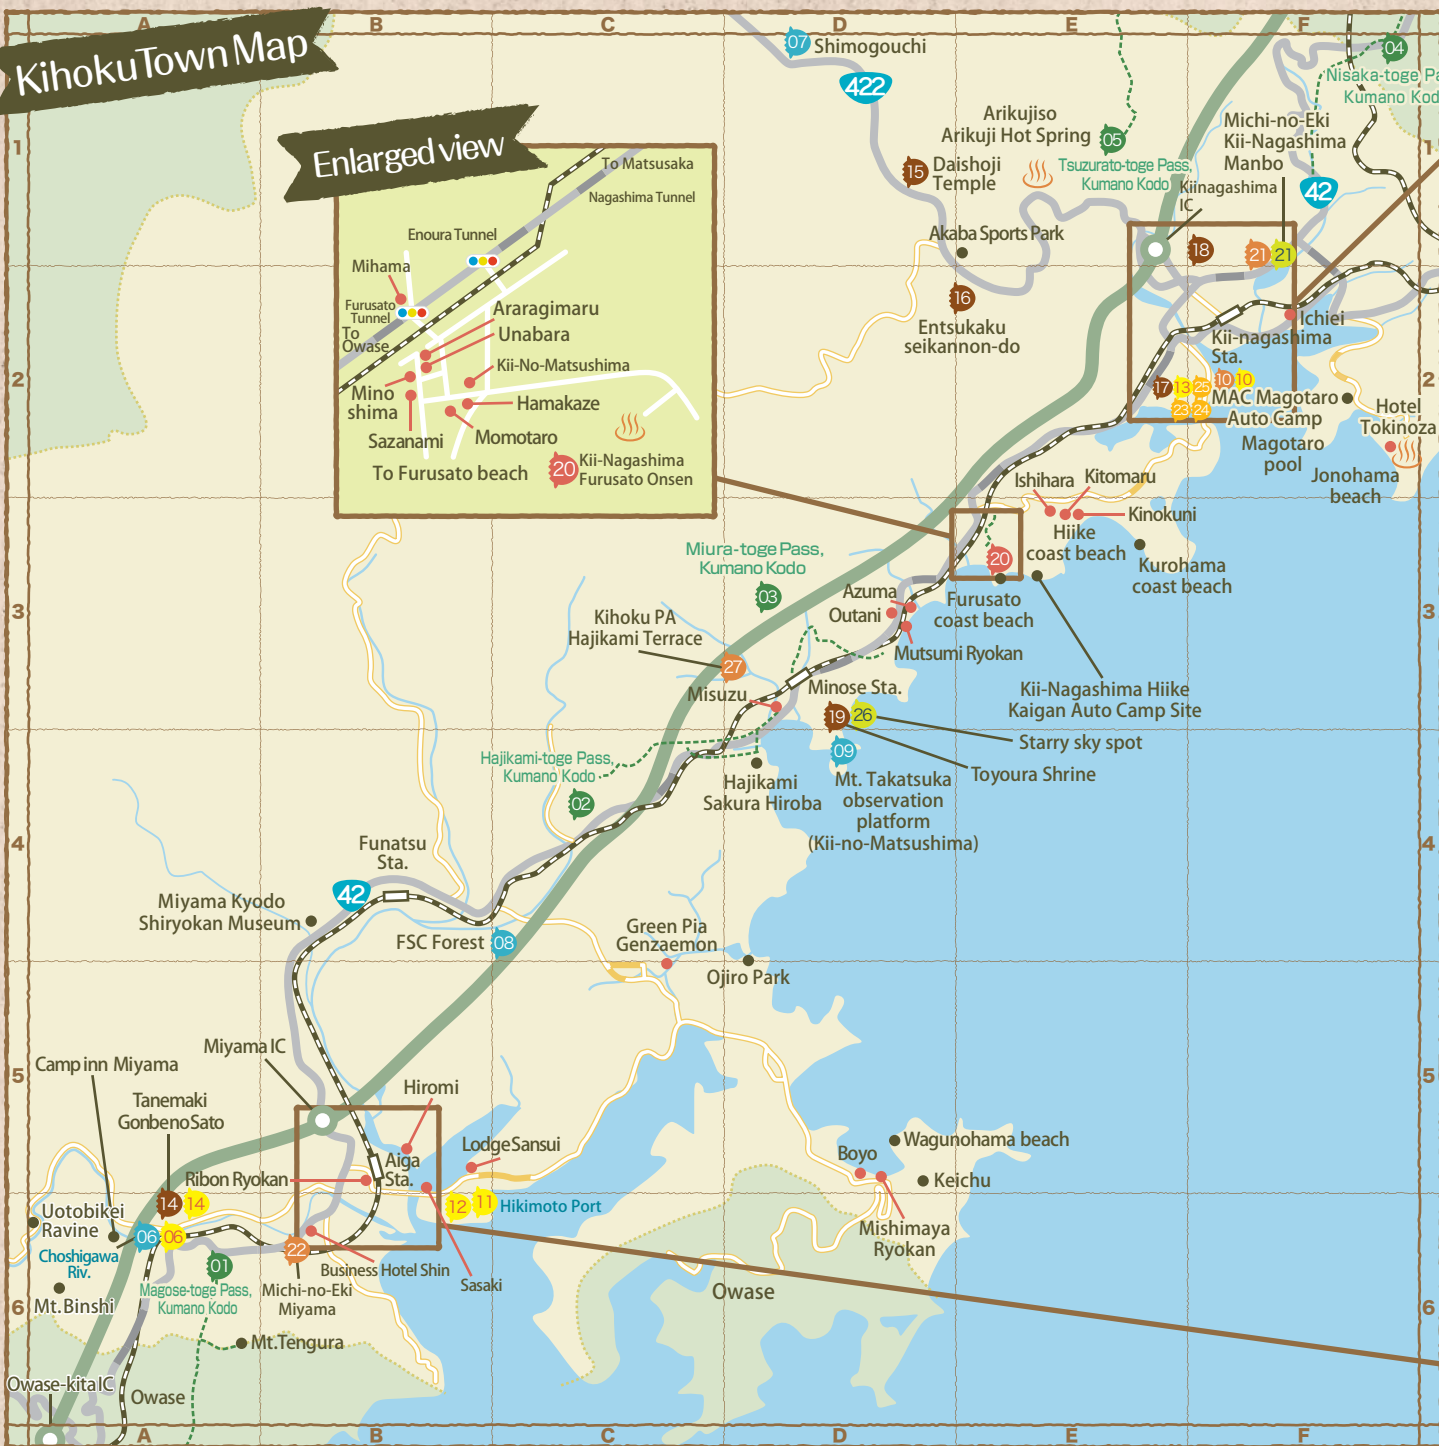 Kihoku Town Map
A
B
C
D
E
F
1
2
3
4
5
6
1
2
3
4
5
6
A
B
C
D
E
F
07 Shimogouchi
422
Arikujiso
Arikuji Hot Spring
05
Tsuzurato-toge Pass,
Kumano Kodo
15 Daishoji
Temple
04
Nisaka-toge Pa
Kumano Kod
Michi-no-Eki
Kii-Nagashima
Manbo
42
Kiinagashima
IC
Akaba Sports Park
16
Entsukaku
seikannon-do
18
21
21
Ichiei
Kii-nagashima
Sta.
17
13
25
10
10
23
24
MAC Magotaro
Auto Camp
Magotaro
pool
Hotel
Tokinoza
Jonohama
beach
Enlarged view
To Matsusaka
Nagashima Tunnel
Enoura Tunnel
Mihama
Furusato
Tunnel
To
Owase
Araragimaru
Unabara
Kii-No-Matsushima
Mino
shima
Hamakaze
Sazanami
Momotaro
To Furusato beach
20 Kii-Nagashima
Furusato Onsen
Ishihara
Kitomaru
Kinokuni
Hiike
coast beach
Kurohama
coast beach
20
Furusato
coast beach
Miura-toge Pass,
Kumano Kodo
03
Azuma
Outani
Mutsumi Ryokan
Kihoku PA
Hajikami Terrace
27
Misuzu
Minose Sta.
19
26
Kii-Nagashima Hiike
Kaigan Auto Camp Site
Starry sky spot
Toyoura Shrine
09
Mt. Takatsuka
observation
platform
(Kii-no-Matsushima)
Hajikami
Sakura Hiroba
Hajikami-toge Pass,
Kumano Kodo
02
Funatsu
Sta.
42
Miyama Kyodo
Shiryokan Museum
FSC Forest 08
Green Pia
Genzaemon
Ojiro Park
Miyama IC
Camp inn Miyama
Tanemaki
GonbenoSato
Hiromi
LodgeSansui
Aiga
Sta.
Ribon Ryokan
14
14
12
11
Hikimoto Port
Uotobikei
Ravine
06
06
Choshigawa
Riv.
01
Magose-toge Pass,
Kumano Kodo
22
Michi-no-Eki
Miyama
Business Hotel Shin
Sasaki
Mt.Binshi
Mt.Tengura
Owase-kitaIC
Owase
Boyo
Wagunohama beach
Keichu
Mishimaya
Ryokan
Owase